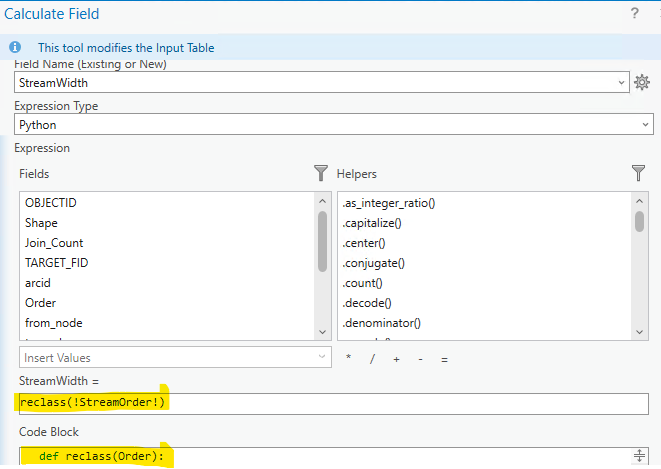 Calculate Field ?
This tool modifies the Input Table
Field Name (Existing or New)
StreamWidth
Expression Type
Python
Expression
Fields
OBJECTID
Shape
Join_Count
TARGET_FID
arcid
Order
from_node
Insert Values
Helpers
.as_integer_ratio()
.capitalize()
.center()
.conjugate()
.count()
.decode()
.denominator()
* / + - =
StreamWidth =
reclass(!StreamOrder!)
Code Block
def reclass(Order):